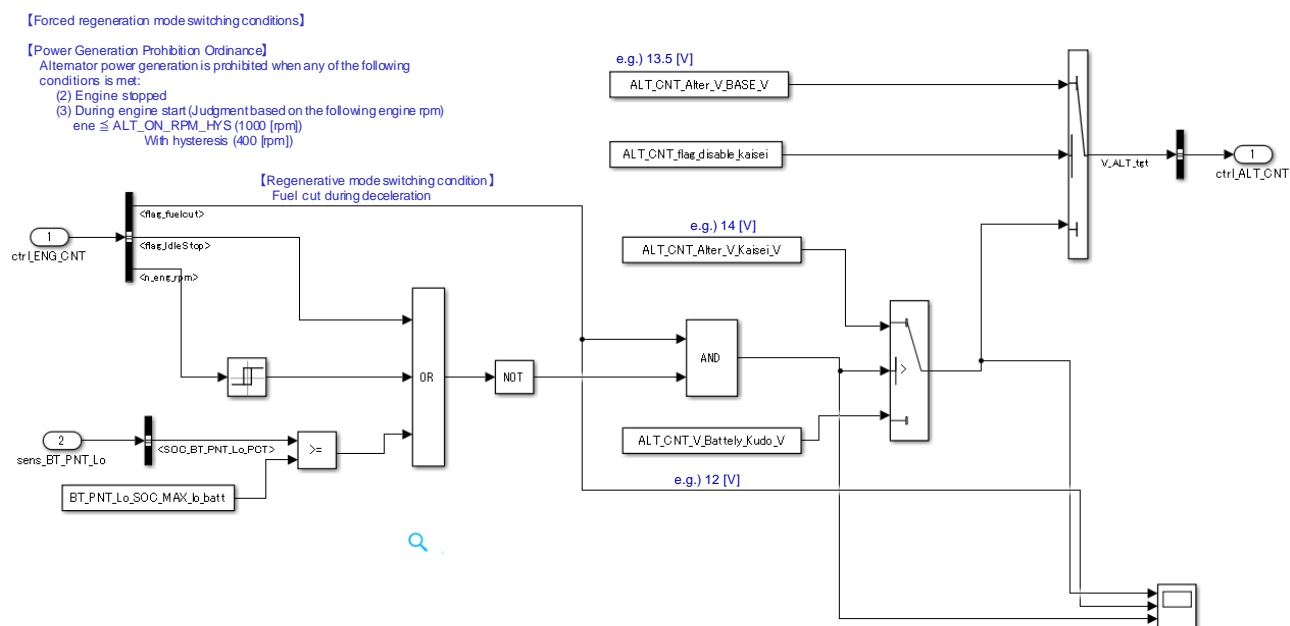 【Forced regeneration mode switching conditions】
【Power Generation Prohibition Ordinance】
Alternator power generation is prohibited when any of the following
conditions is met:
(2) Engine stopped
(3) During engine start (Judgment based on the following engine rpm)
ene ≦ ALT_ON_RPM_HYS (1000 [rpm])
With hysteresis (400 [rpm])
e.g.) 13.5 [V]
ALT_CNT_Alter_V_BASE_V
ALT_CNT_flag_disable_kaisei
V_ALT_tgt
1
ctrl_ALT_CNT
【Regenerative mode switching condition】
Fuel cut during deceleration
<flag_fuelcut>
1
ctrl_ENG_CNT
<flag_IdleStop>
<n_eng_rpm>
e.g.) 14 [V]
ALT_CNT_Alter_V_Kaisei_V
OR
NOT
AND
>
2
sens_BT_PNT_Lo
<SOC_BT_PNT_Lo_PCT>
>=
BT_PNT_Lo_SOC_MAX_lo_batt
ALT_CNT_V_Battely_Kudo_V
e.g.) 12 [V]